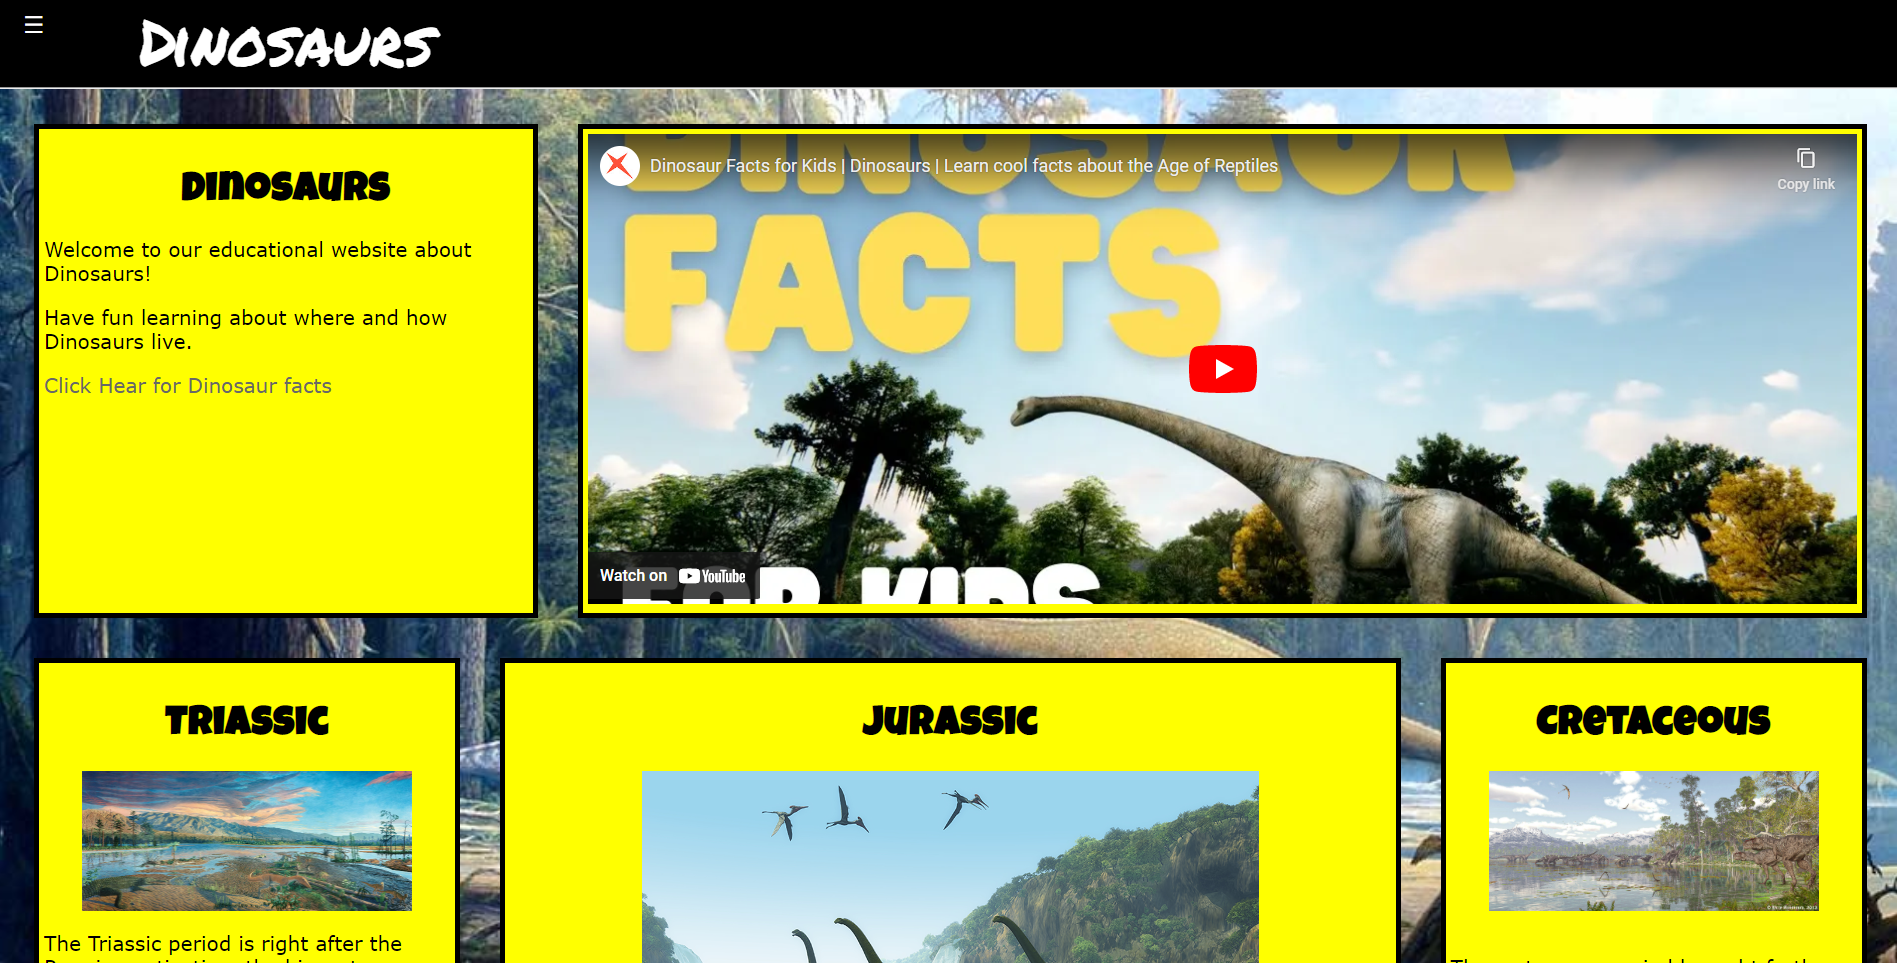 ☰
Dinosaurs
Dinosaurs
Welcome to our educational website about
Dinosaurs!
Have fun learning about where and how
Dinosaurs live.
Click Hear for Dinosaur facts
DINOSAUR
Dinosaur Facts for Kids | Dinosaurs | Learn cool facts about the Age of Reptiles
Copy link
FACTS
Watch on YouTube
FOR KIDS
Triassic
Jurassic
Cretaceous
The Triassic period is right after the